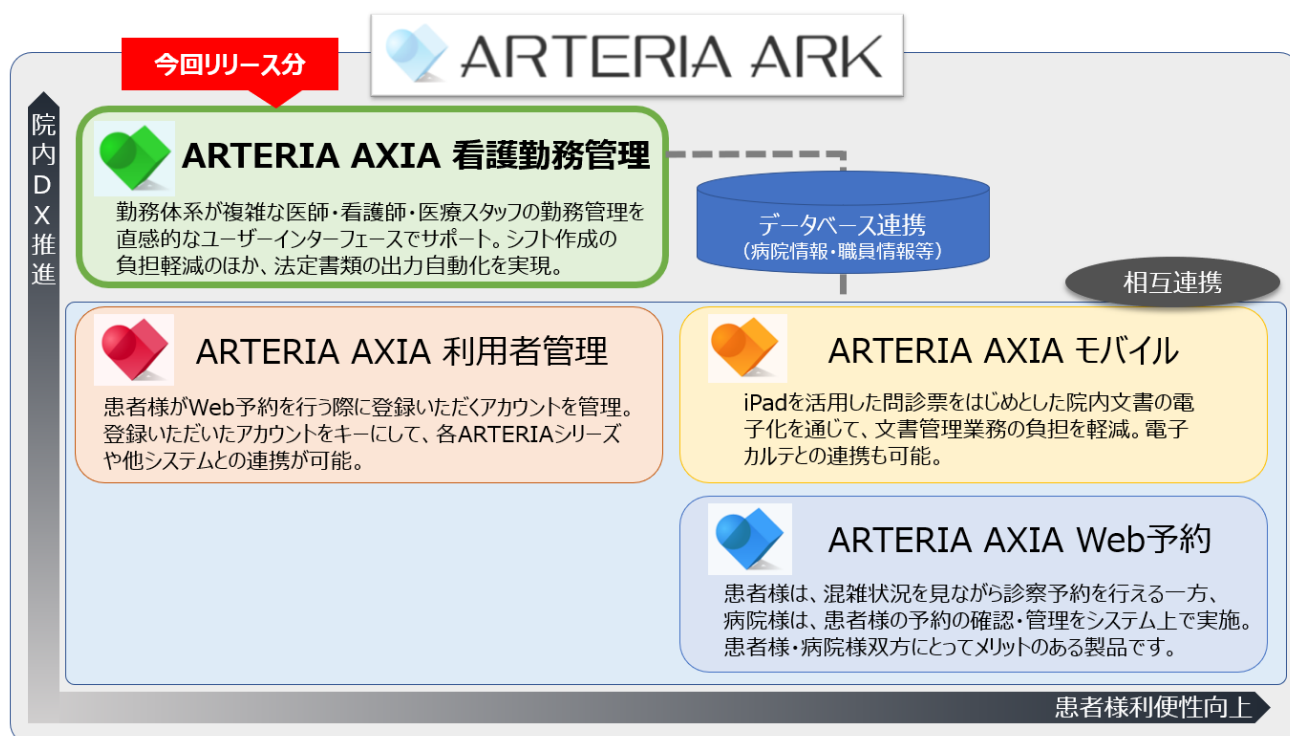 今回リリース分
ARTERIA ARK
院内DX推進
ARTERIA AXIA 看護勤務管理
勤務体系が複雑な医師・看護師・医療スタッフの勤務管理を
直感的なユーザーインターフェースでサポート。シフト作成の
負担軽減のほか、法定書類の出力自動化を実現。
データベース連携
（病院情報・職員情報等）
相互連携
ARTERIA AXIA 利用者管理
患者様がWeb予約を行う際に登録いただくアカウントを管理。
登録いただいたアカウントをキーにして、各ARTERIAシリーズ
や他システムとの連携が可能。
ARTERIA AXIA モバイル
iPadを活用した問診票をはじめとした院内文書の電
子化を通じて、文書管理業務の負担を軽減。電子
カルテとの連携も可能。
ARTERIA AXIA Web予約
患者様は、混雑状況を見ながら診察予約を行える一方、
病院様は、患者様の予約の確認・管理をシステム上で実施。
患者様・病院様双方にとってメリットのある製品です。
患者様利便性向上